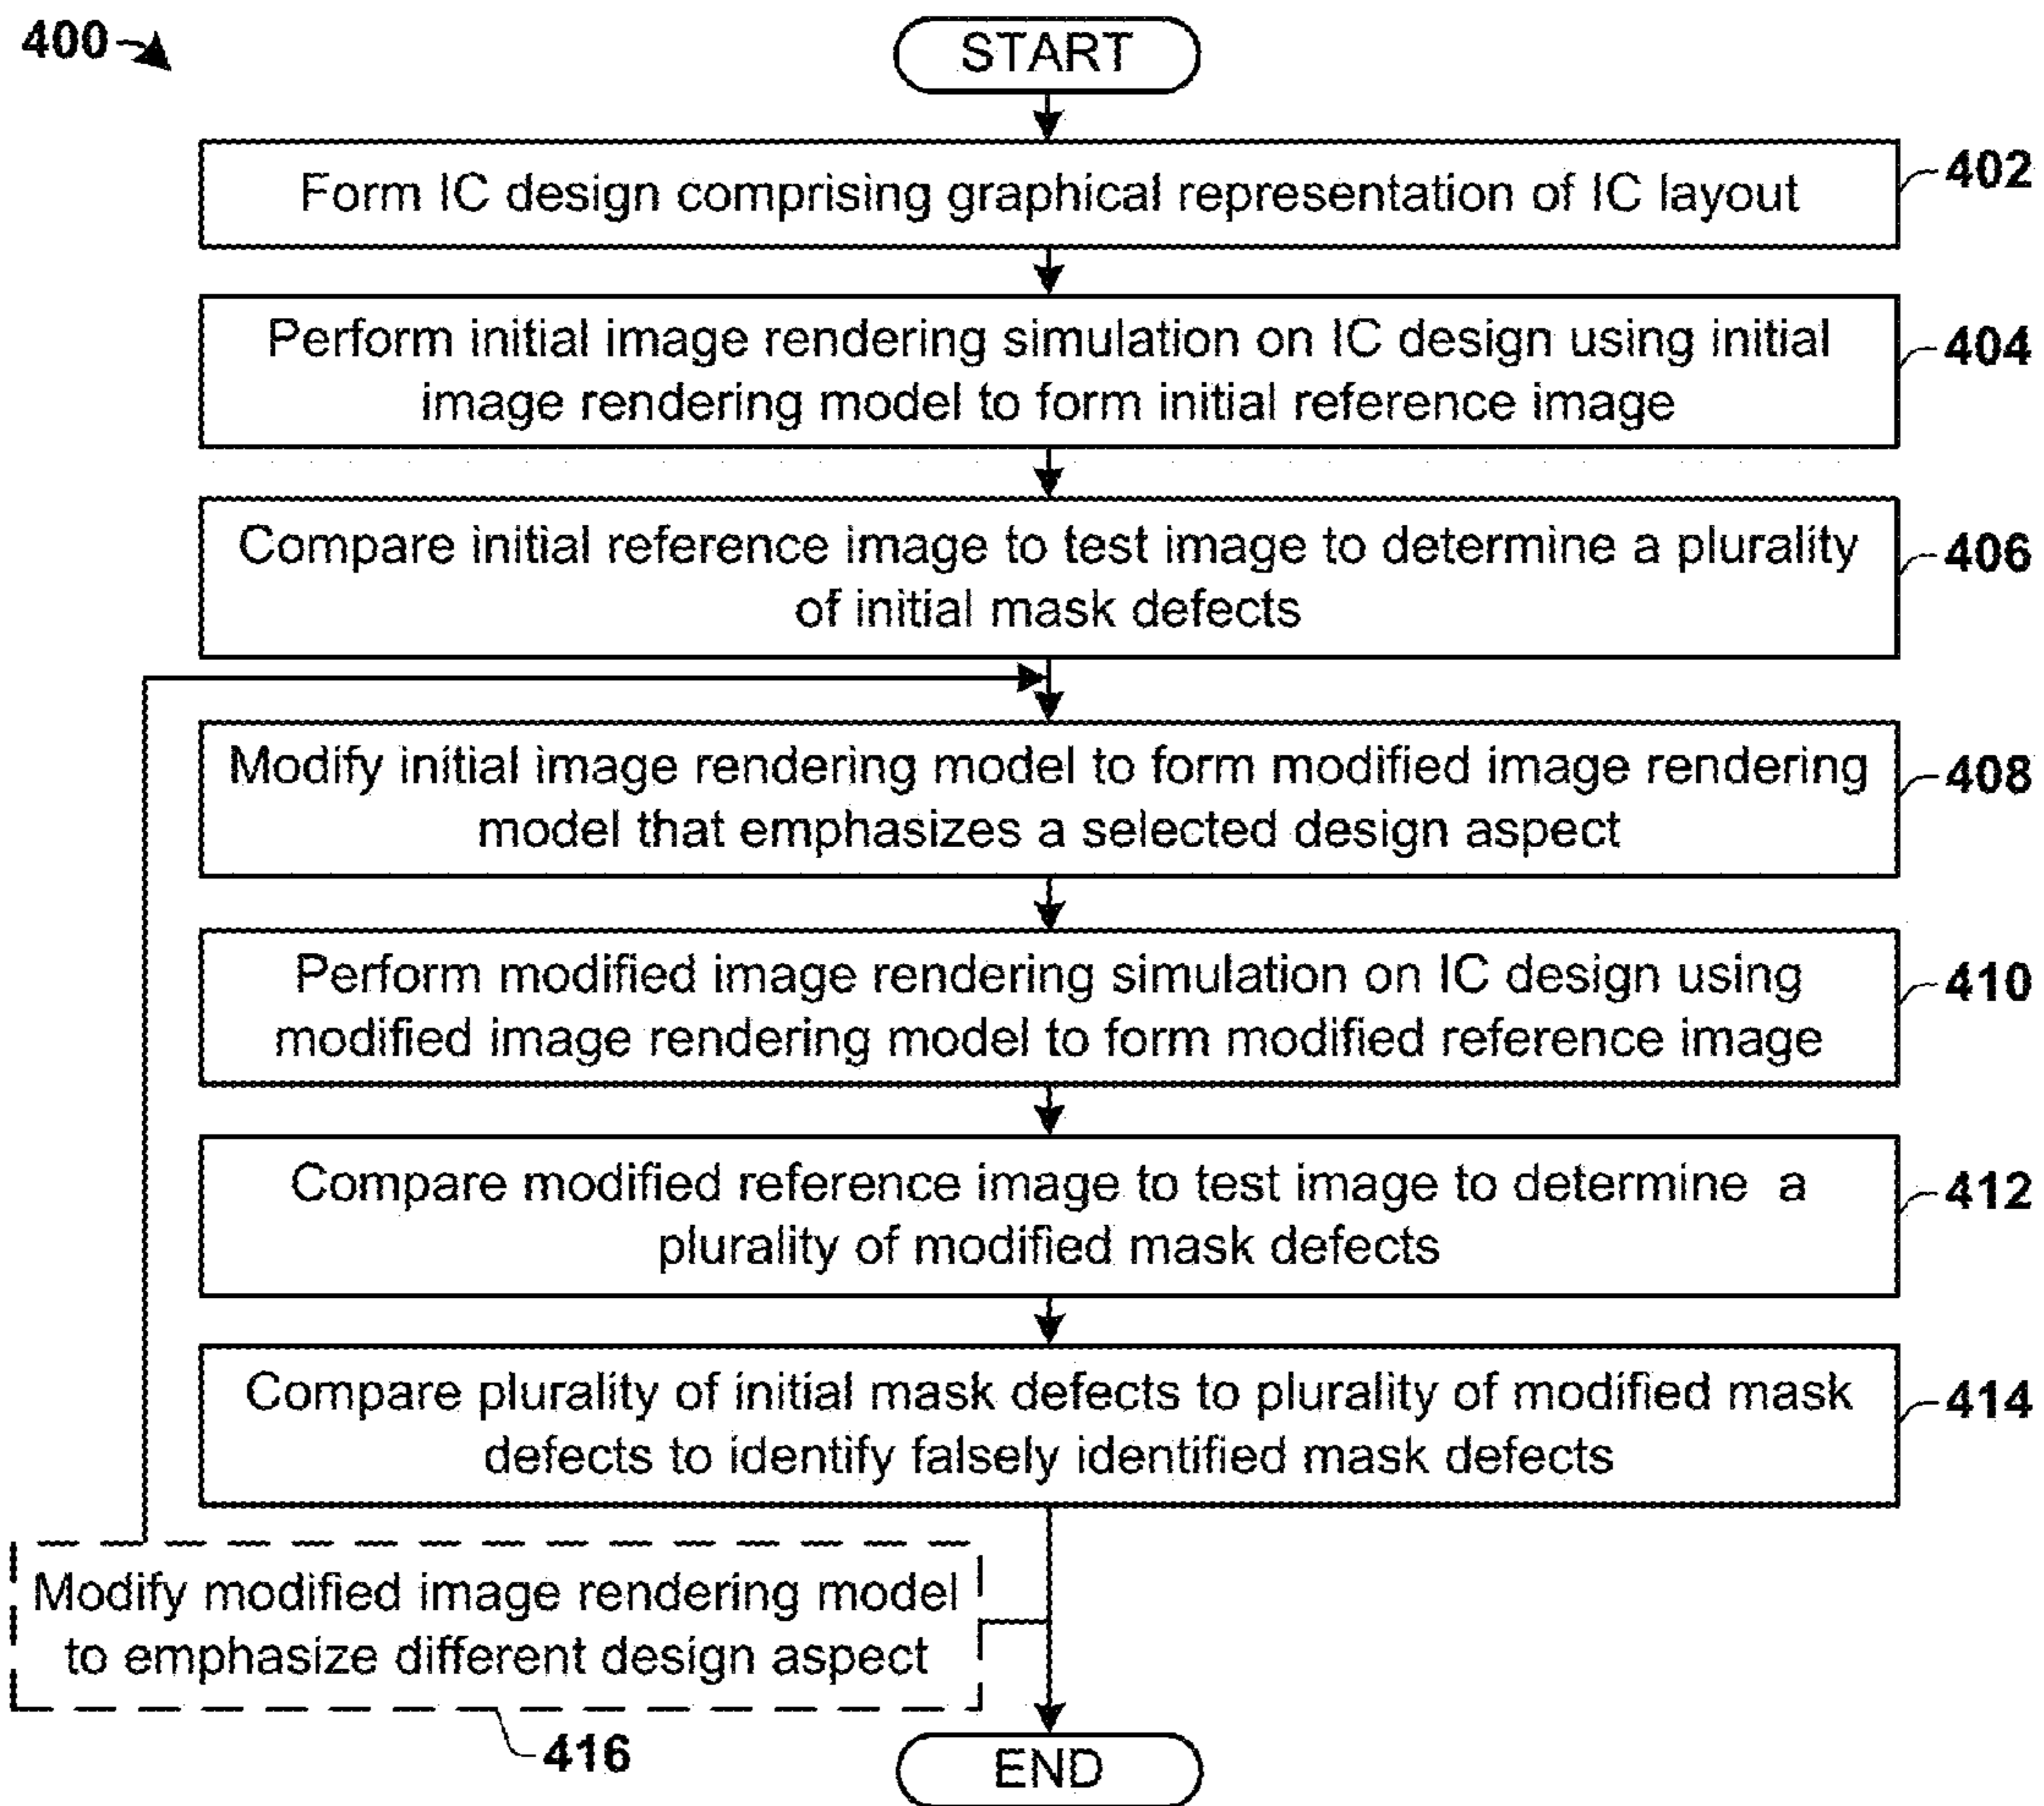 400
START
Form IC design comprising graphical representation of IC layout
402
Perform initial image rendering simulation on IC design using initial
image rendering model to form initial reference image
404
Compare initial reference image to test image to determine a plurality
of initial mask defects
406
Modify initial image rendering model to form modified image rendering
model that emphasizes a selected design aspect
408
Perform modified image rendering simulation on IC design using
modified image rendering model to form modified reference image
410
Compare modified reference image to test image to determine a
plurality of modified mask defects
412
Compare plurality of initial mask defects to plurality of modified mask
defects to identify falsely identified mask defects
414
Modify modified image rendering model
to emphasize different design aspect
416
END